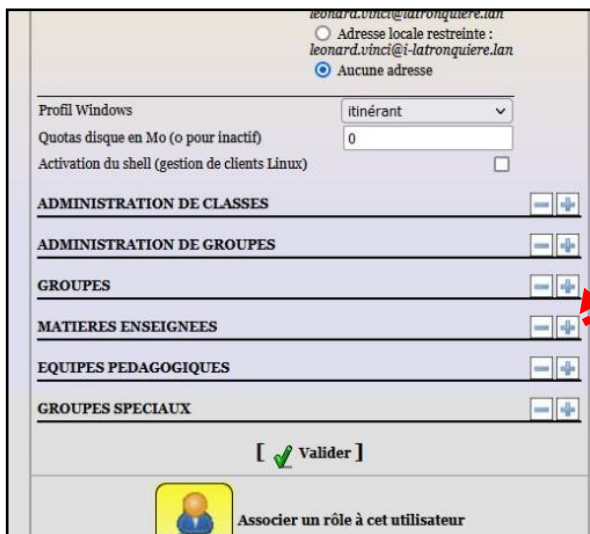 leonard.vinci@latronquiere.lan
Adresse locale restreinte :
leonard.vinci@i-latronquiere.lan
Aucune adresse
Profil Windows
itinérant
Quotas disque en Mo (0 pour inactif)
0
Activation du shell (gestion de clients Linux)
ADMINISTRATION DE CLASSES
ADMINISTRATION DE GROUPES
GROUPES
MATIERES ENSEIGNEES
EQUIPES PEDAGOGIQUES
GROUPES SPECIAUX
[ Valider ]
Associer un rôle à cet utilisateur